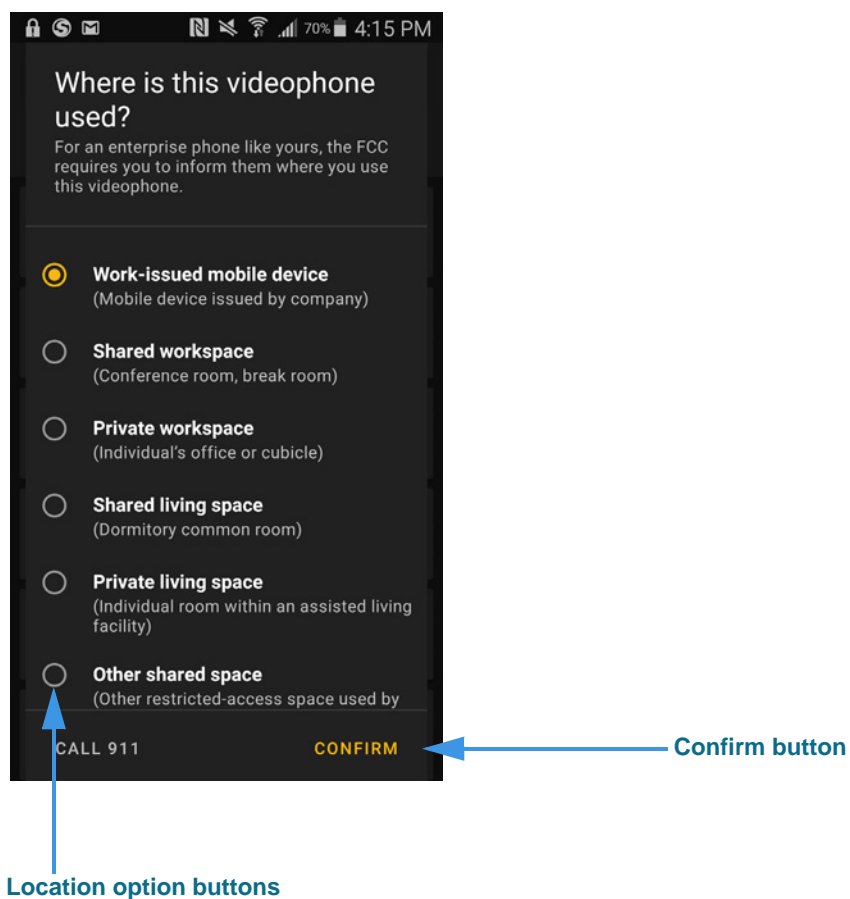 70% 4:15 PM
Where is this videophone
used?
For an enterprise phone like yours, the FCC
requires you to inform them where you use
this videophone.
Work-issued mobile device
(Mobile device issued by company)
Shared workspace
(Conference room, break room)
Private workspace
(Individual's office or cubicle)
Shared living space
(Dormitory common room)
Private living space
(Individual room within an assisted living
facility)
Other shared space
(Other restricted-access space used by
CALL 911 CONFIRM
Confirm button
Location option buttons